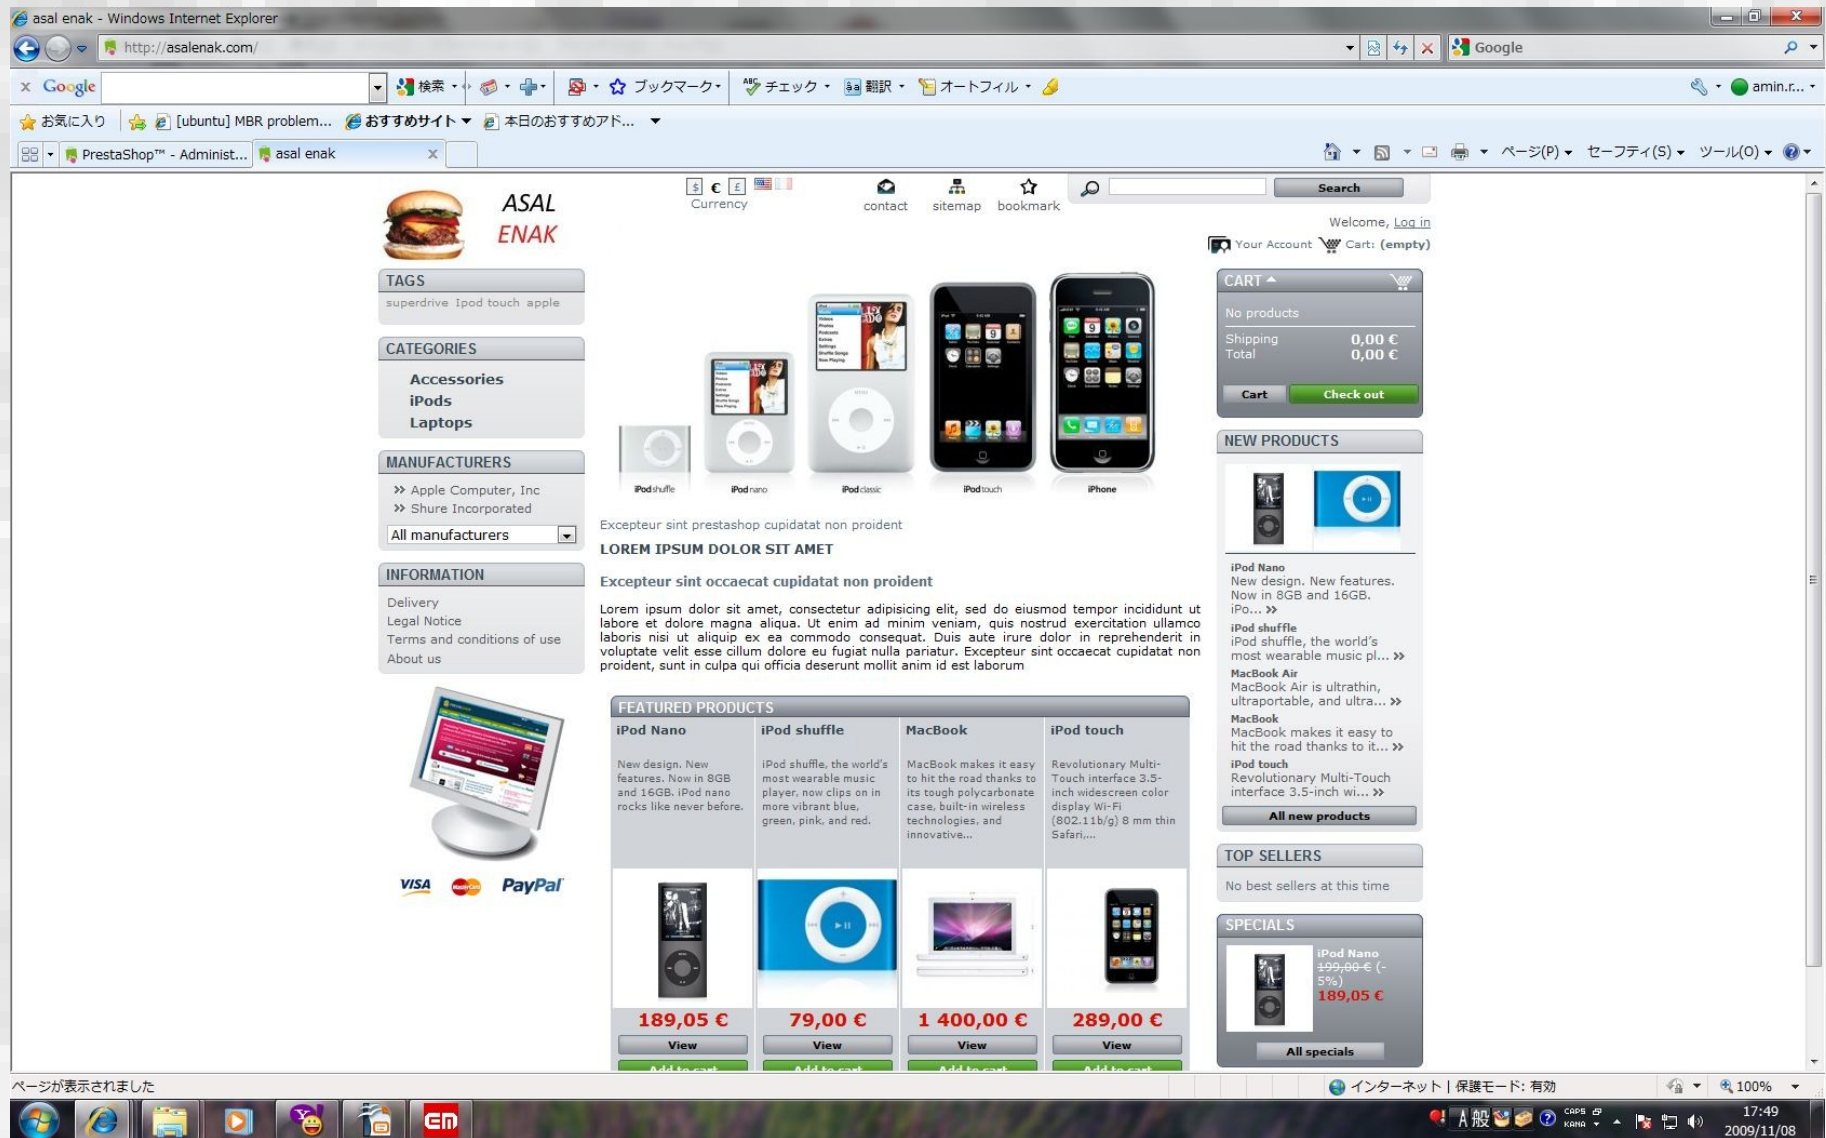 asal enak - Windows Internet Explorer
http://asalenak.com/
Google
x Google
検索
ブックマーク
チェック
翻訳
オートフィル
amin.r...
お気に入り
[ubuntu] MBR problem...
おすすめサイト
本日のおすすめアド...
PrestaShop™ - Administ...
asal enak
ページ(P)
セーフティ(S)
ツール(O)
ASAL
ENAK
$ € £
Currency
contact
sitemap
bookmark
Search
Welcome, Log in
Your Account
Cart: (empty)
TAGS
superdrive Ipod touch apple
CATEGORIES
Accessories
iPods
Laptops
MANUFACTURERS
Apple Computer, Inc
Shure Incorporated
All manufacturers
INFORMATION
Delivery
Legal Notice
Terms and conditions of use
About us
VISA
MasterCard
PayPal
iPod shuffle
iPod nano
iPod classic
iPod touch
iPhone
Excepteur sint prestashop cupidatat non proident
LOREM IPSUM DOLOR SIT AMET
Excepteur sint occaecat cupidatat non proident
Lorem ipsum dolor sit amet, consectetur adipisicing elit, sed do eiusmod tempor incididunt ut
labore et dolore magna aliqua. Ut enim ad minim veniam, quis nostrud exercitation ullamco
laboris nisi ut aliquip ex ea commodo consequat. Duis aute irure dolor in reprehenderit in
voluptate velit esse cillum dolore eu fugiat nulla pariatur. Excepteur sint occaecat cupidatat non
proident, sunt in culpa qui officia deserunt mollit anim id est laborum
FEATURED PRODUCTS
iPod Nano
New design. New
features. Now in 8GB
and 16GB. iPod nano
rocks like never before.
189,05 €
View
Add to cart
iPod shuffle
iPod shuffle, the world's
most wearable music
player, now clips on in
more vibrant blue,
green, pink, and red.
79,00 €
View
Add to cart
MacBook
MacBook makes it easy
to hit the road thanks to
its tough polycarbonate
case, built-in wireless
technologies, and
innovative...
1 400,00 €
View
Add to cart
iPod touch
Revolutionary Multi-
Touch interface 3.5-
inch widescreen color
display Wi-Fi
(802.11b/g) 8 mm thin
Safari,...
289,00 €
View
Add to cart
CART
No products
Shipping 0,00 €
Total 0,00 €
Cart
Check out
NEW PRODUCTS
iPod Nano
New design. New features.
Now in 8GB and 16GB.
iPo...
iPod shuffle
iPod shuffle, the world's
most wearable music pl...
MacBook Air
MacBook Air is ultrathin,
ultraportable, and ultra...
MacBook
MacBook makes it easy to
hit the road thanks to it...
iPod touch
Revolutionary Multi-Touch
interface 3.5-inch wi...
All new products
TOP SELLERS
No best sellers at this time
SPECIALS
iPod Nano
199,00 € (-
5%)
189,05 €
All specials
ページが表示されました
インターネット | 保護モード: 有効
100%
A 般
CAPS
KANA
17:49
2009/11/08